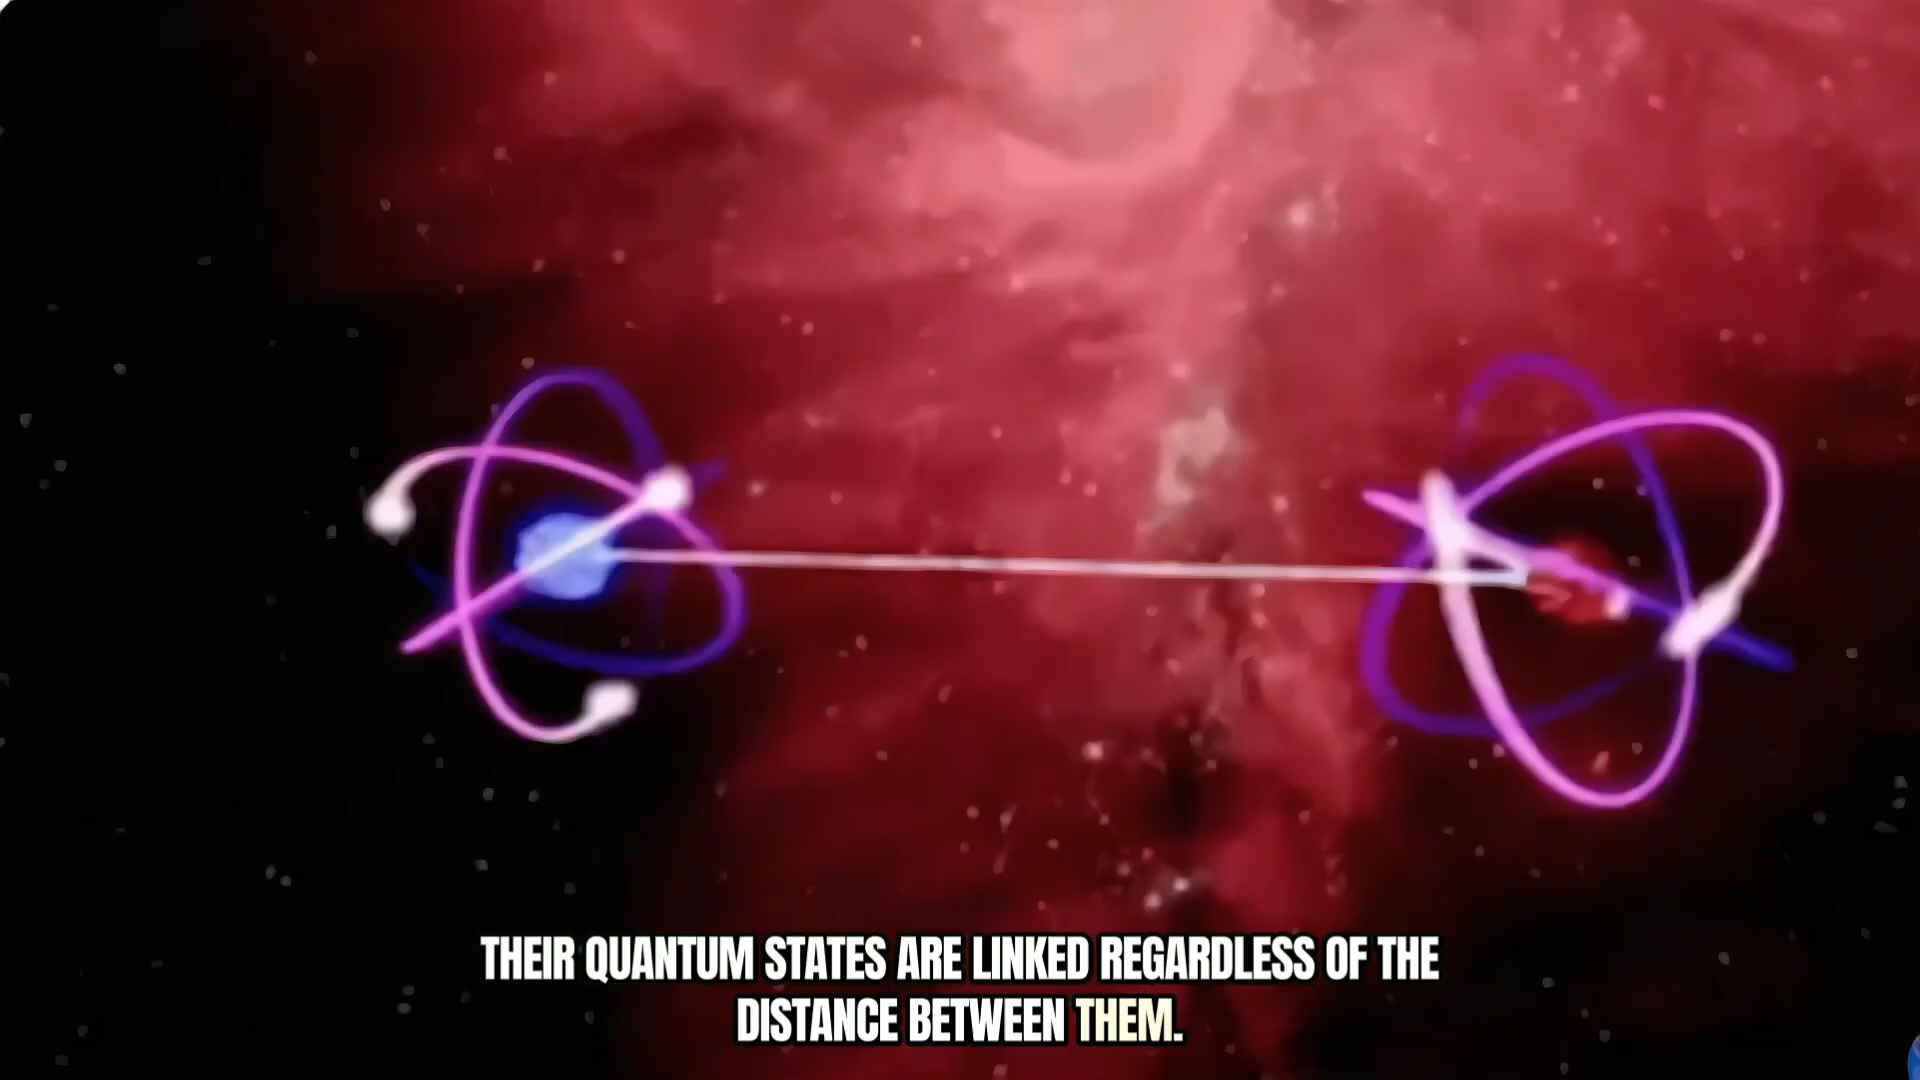 THEIR QUANTUM STATES ARE LINKED REGARDLESS OF THE
DISTANCE BETWEEN THEM.